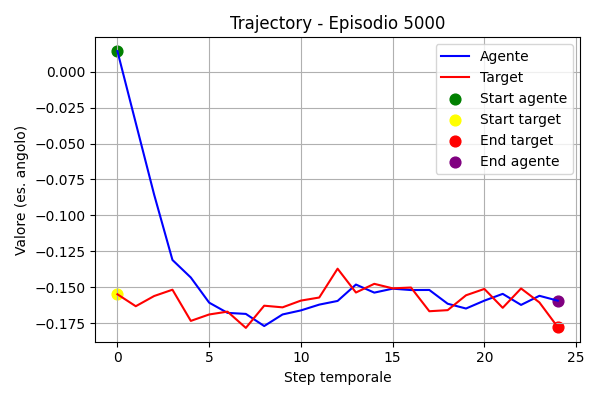 Trajectory - Episodio 5000
Valore (es. angolo)
0.000
−0.025
−0.050
−0.075
−0.100
−0.125
−0.150
−0.175
Agente
Target
Start agente
Start target
End target
End agente
0 5 10 15 20 25
Step temporale